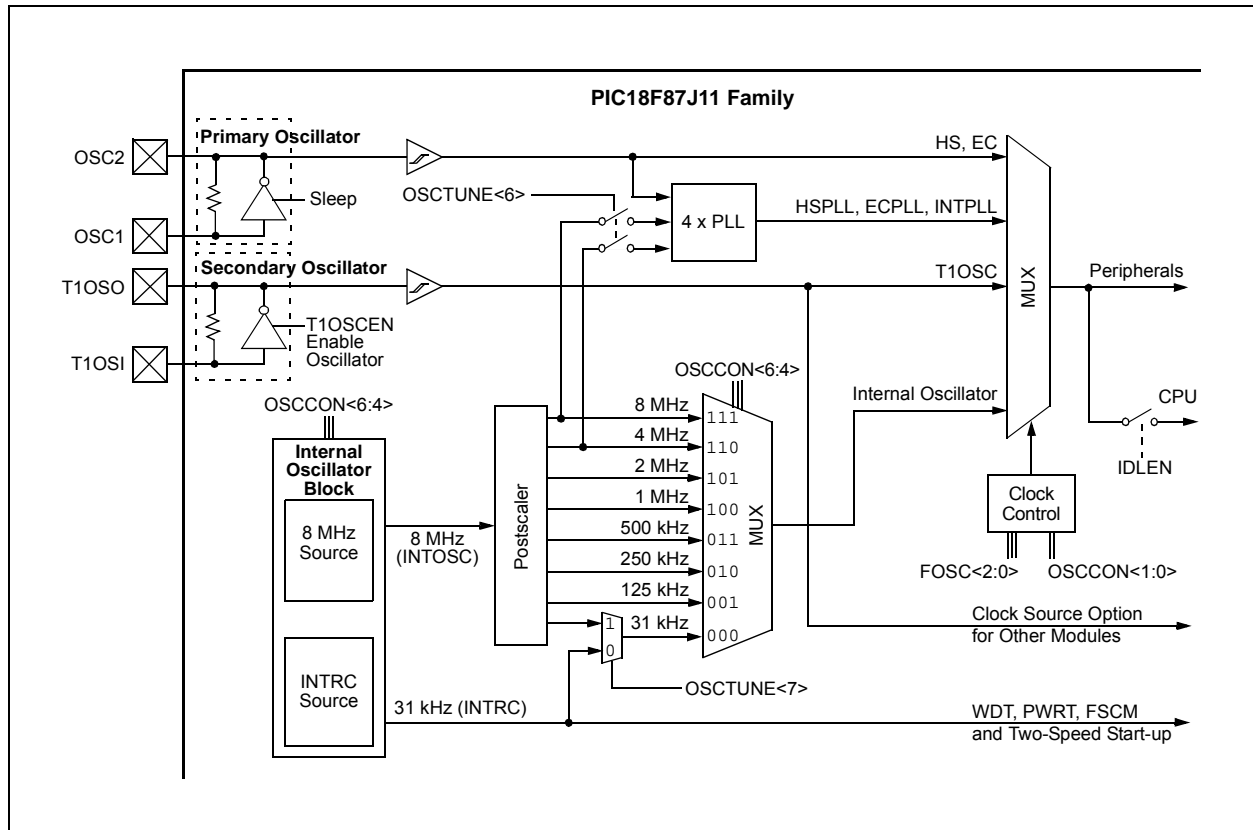 PIC18F87J11 Family
Primary Oscillator
OSC2
OSC1
Sleep
HS, EC
OSCTUNE<6>
4 x PLL
HSPLL, ECPLL, INTPLL
Secondary Oscillator
T1OSO
T1OSI
T1OSCEN
Enable
Oscillator
T1OSC
MUX
Peripherals
CPU
IDLEN
OSCCON<6:4>
Internal
Oscillator
Block
8 MHz
Source
INTRC
Source
8 MHz
(INTOSC)
31 kHz (INTRC)
Postscaler
8 MHz
4 MHz
2 MHz
1 MHz
500 kHz
250 kHz
125 kHz
31 kHz
1
0
OSCTUNE<7>
OSCCON<6:4>
111
110
101
100
011
010
001
000
MUX
Internal Oscillator
Clock
Control
FOSC<2:0>
OSCCON<1:0>
Clock Source Option
for Other Modules
WDT, PWRT, FSCM
and Two-Speed Start-up